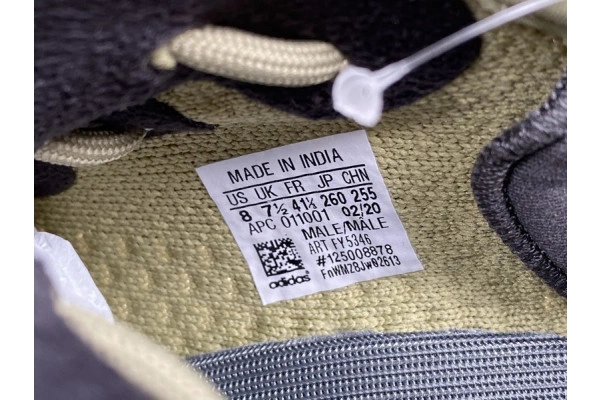 MADE IN INDIA
US UK FR JP CHN
8 7½ 41⅓ 260 255
APC 011001 02/20
MALE/MALE
ART FY5346
#125008878
FnWM28JwD2613
adidas